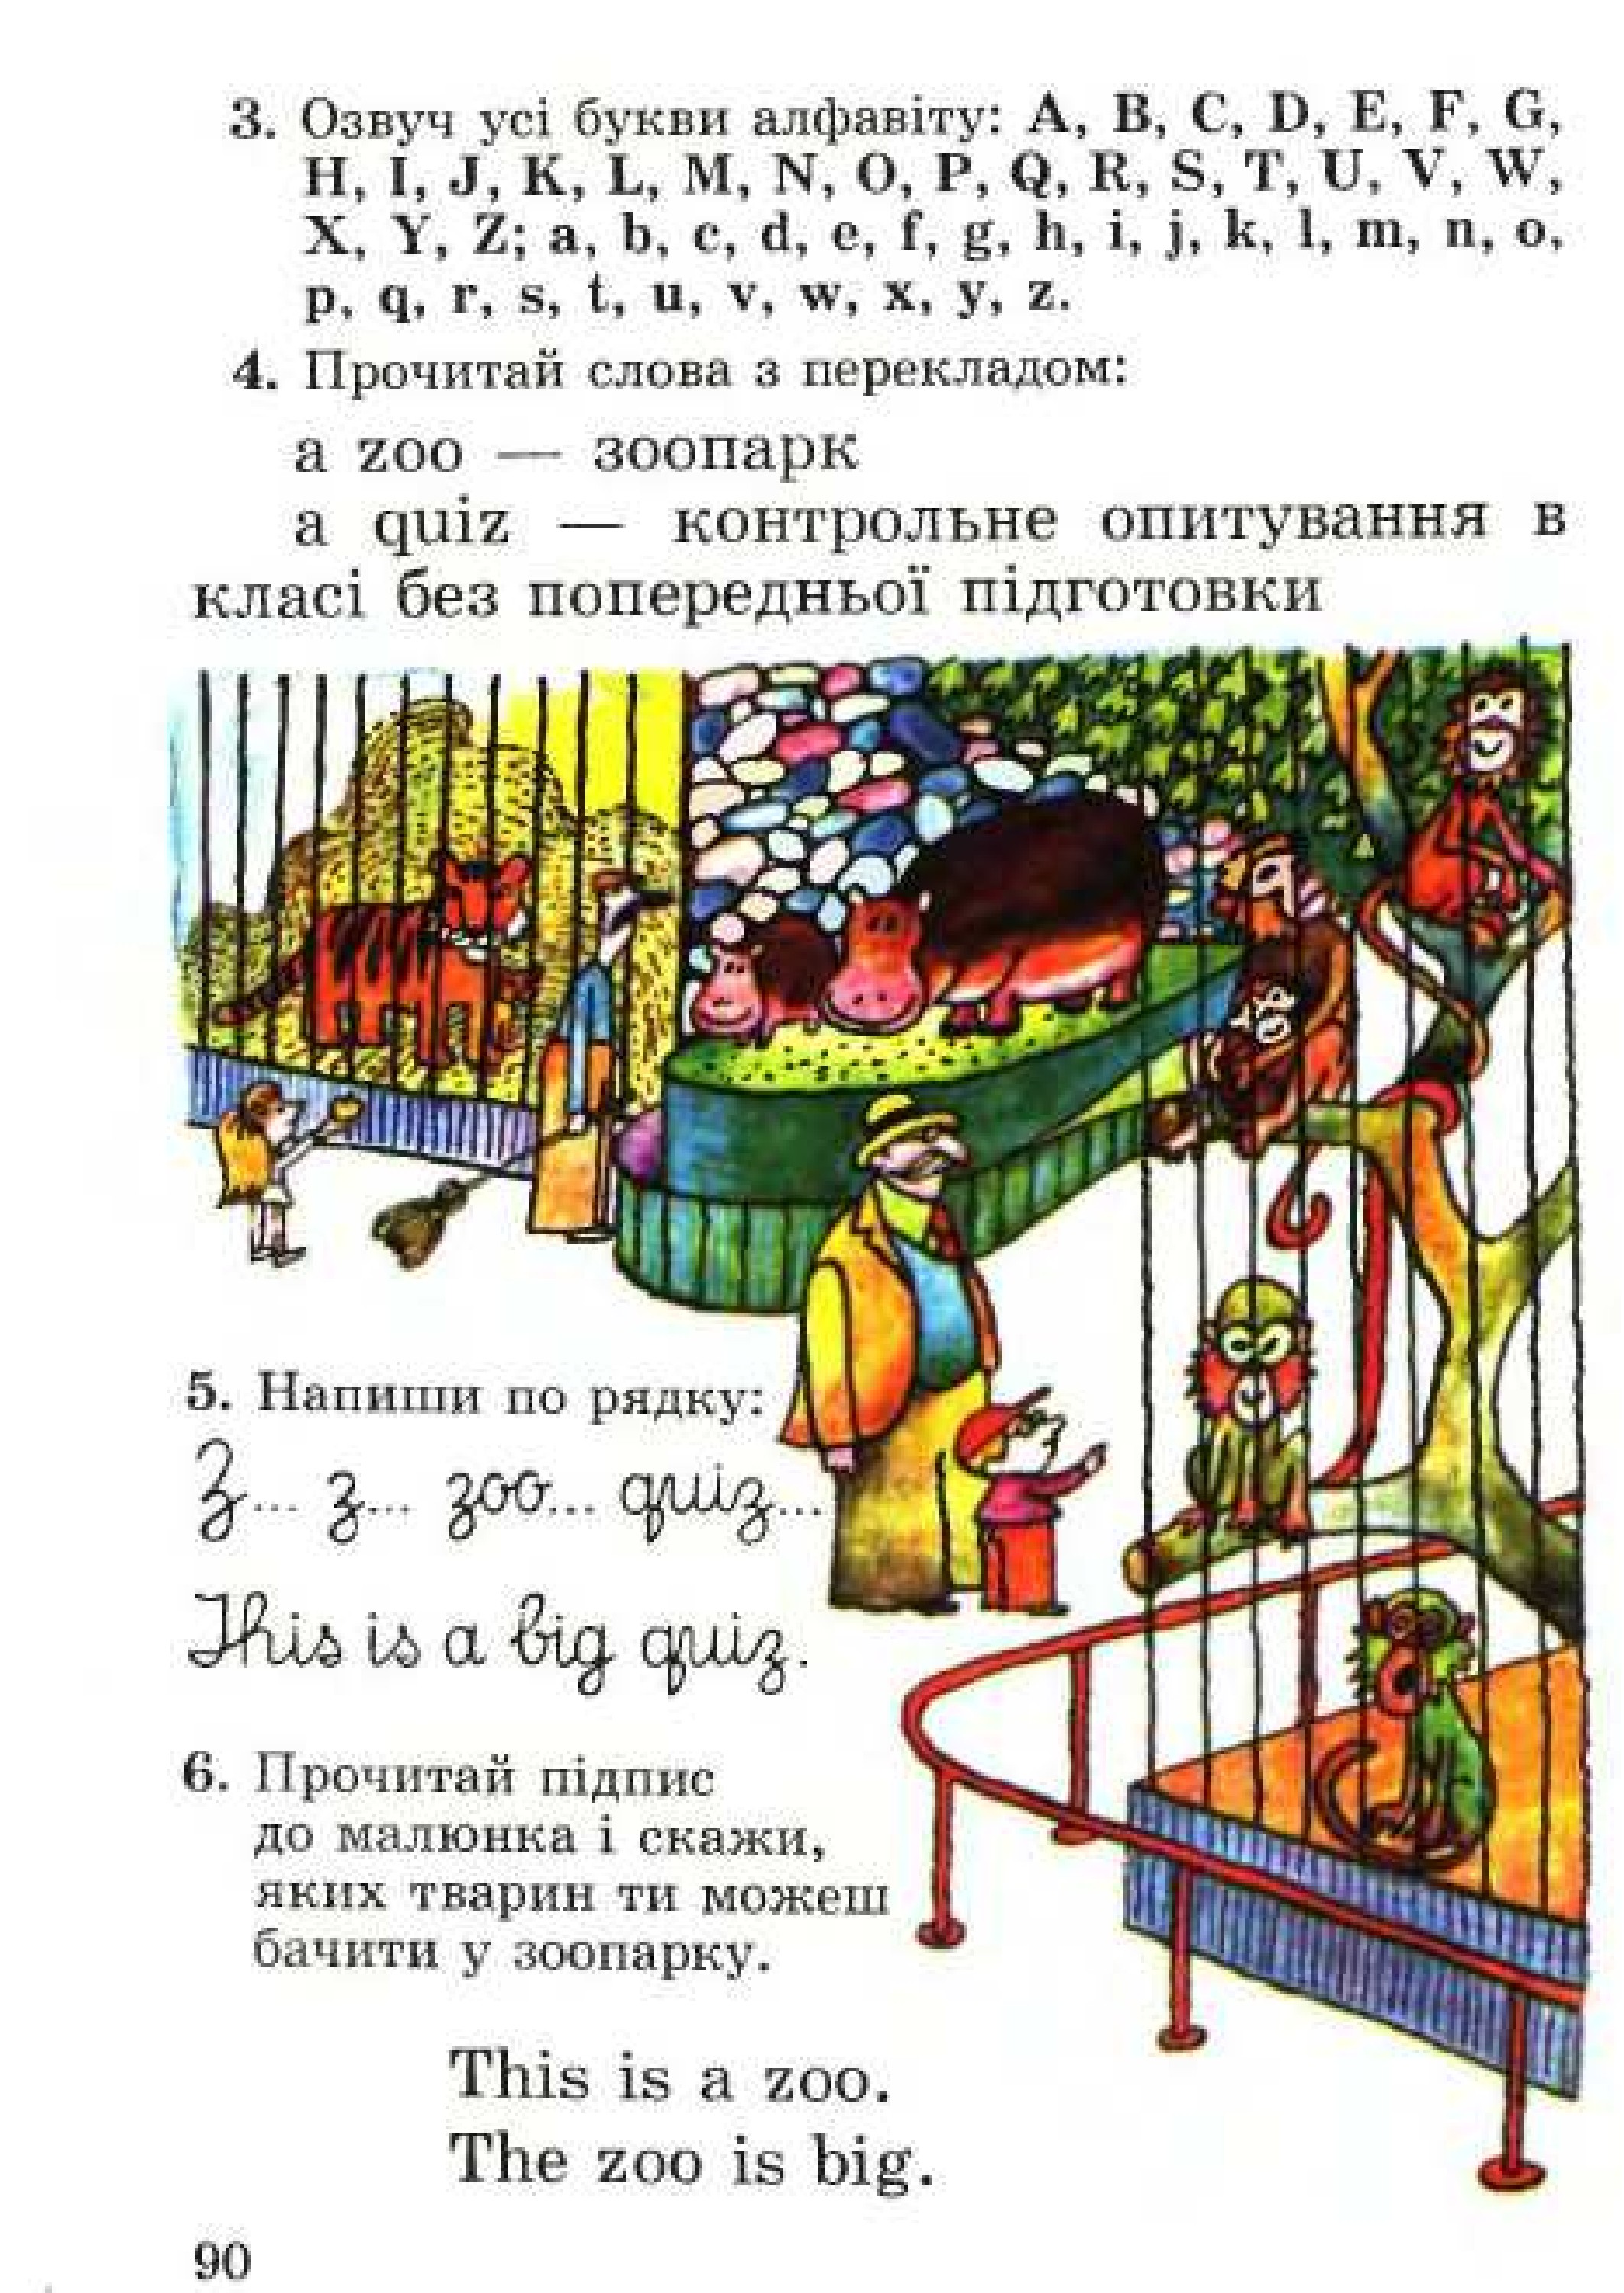 3. Озвуч усі букви алфавіту: A, B, C, D, E, F, G,
H, I, J, K, L, M, N, O, P, Q, R, S, T, U, V, W,
X, Y, Z; a, b, c, d, e, f, g, h, i, j, k, l, m, n, o,
p, q, r, s, t, u, v, w, x, y, z.
4. Прочитай слова з перекладом:
a zoo — зоопарк
a quiz — контрольне опитування в
класі без попередньої підготовки
5. Напиши по рядку:
Z... z... zoo... quiz...
This is a big quiz.
6. Прочитай підпис
до малюнка і скажи,
яких тварин ти можеш
бачити у зоопарку.
This is a zoo.
The zoo is big.
90